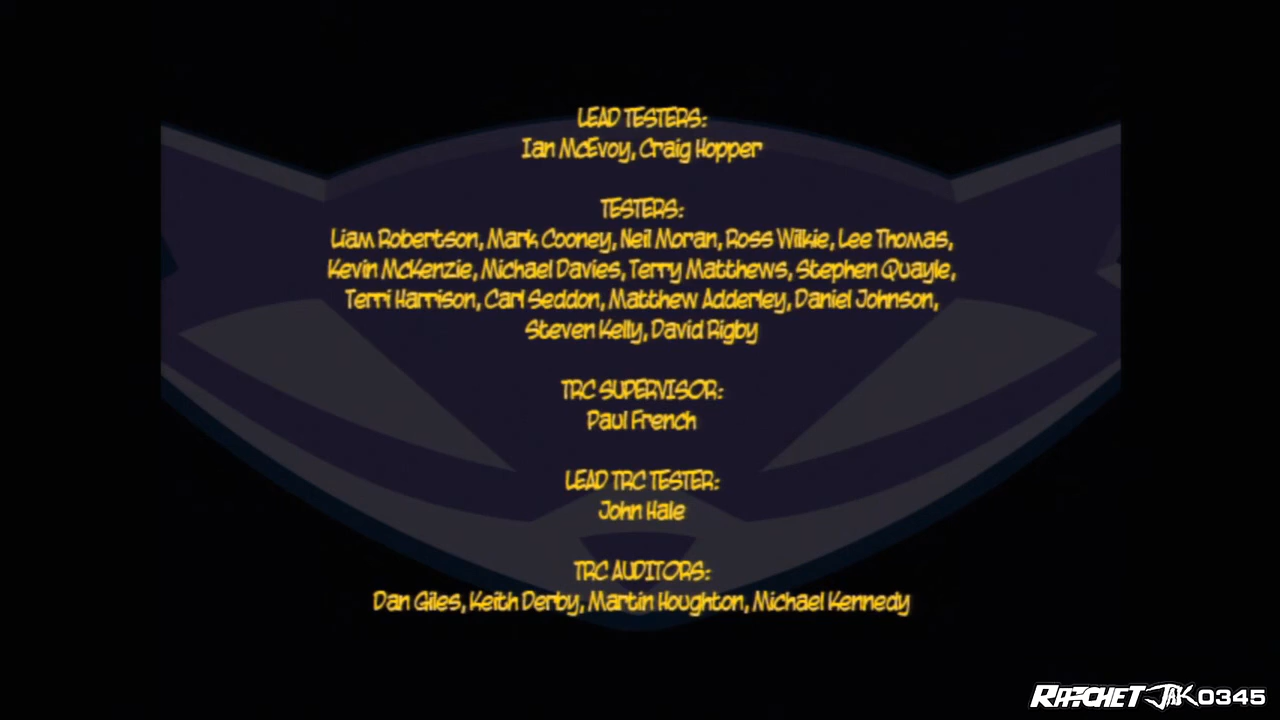 LEAD TESTERS:
Ian McEvoy, Craig Hopper
TESTERS:
Liam Robertson, Mark Cooney, Neil Moran, Ross Wilkie, Lee Thomas,
Kevin McKenzie, Michael Davies, Terry Matthews, Stephen Quayle,
Terri Harrison, Carl Seddon, Matthew Adderley, Daniel Johnson,
Steven Kelly, David Rigby
TRC SUPERVISOR:
Paul French
LEAD TRC TESTER:
John Hale
TRC AUDITORS:
Dan Giles, Keith Derby, Martin Houghton, Michael Kennedy
RATCHET JAK0345